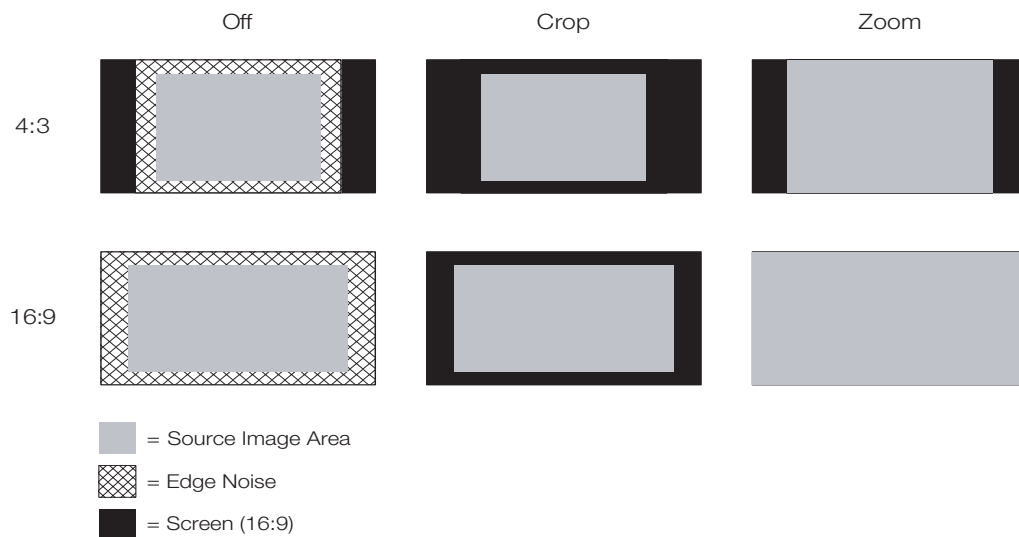 Off Crop Zoom
4:3
16:9
= Source Image Area
= Edge Noise
= Screen (16:9)